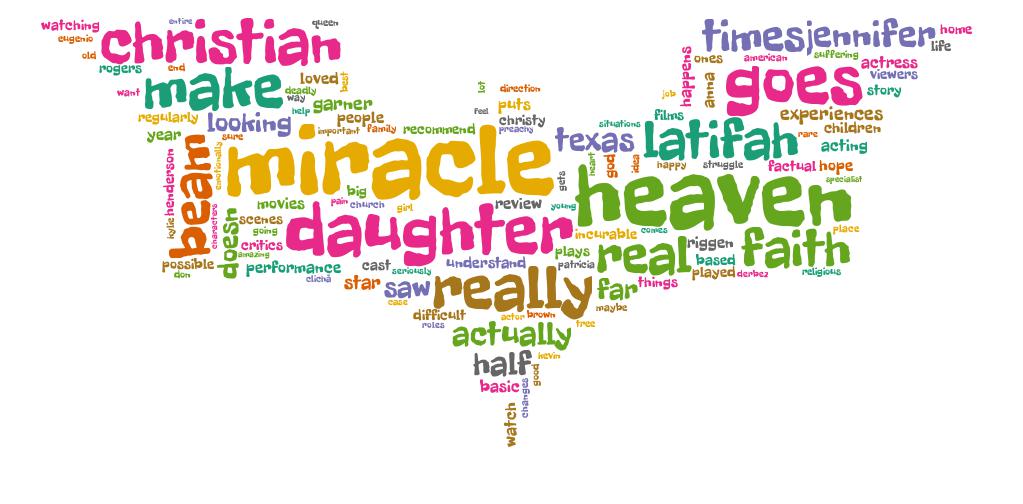 watching
entire
queen
christian
timesjennifer
home
eugenio
life
old
rogers
end
loved
best
happens
ones
american
suffering
actress
viewers
want
make
deadly
way
lot
direction
job
anna
goes
story
garner
help
feel
puts
regularly
looking
people
christy
films
experiences
year
sure
important
family
recommend
preachy
texas
situations
latifah
rare
children
acting
beam
emotionally
miracle
heart
god
idea
happy
struggle
factual
hope
henderson
kylie
characters
gets
heaven
specialist
big
movies
pain
church
girl
review
young
doesn
scenes
going
daughter
incurable
comes
place
critics
amazing
plays
real
riggen
faith
possible
don
performance
cast
seriously
understand
patricia
based
played
derbez
religious
clichã
star
saw
case
really
far
things
maybe
difficult
roles
actor
brown
tree
actually
half
kevin
good
basic
changes
watch